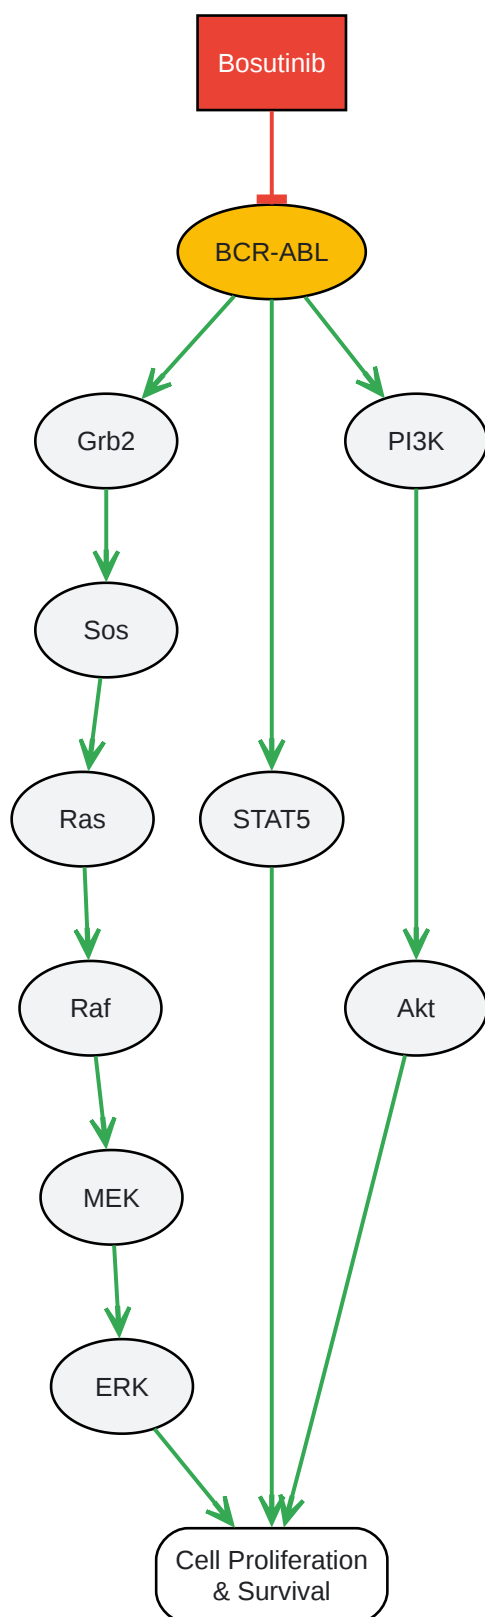 Bosutinib
BCR-ABL
Grb2
PI3K
Sos
Ras
STAT5
Raf
Akt
MEK
ERK
Cell Proliferation
& Survival